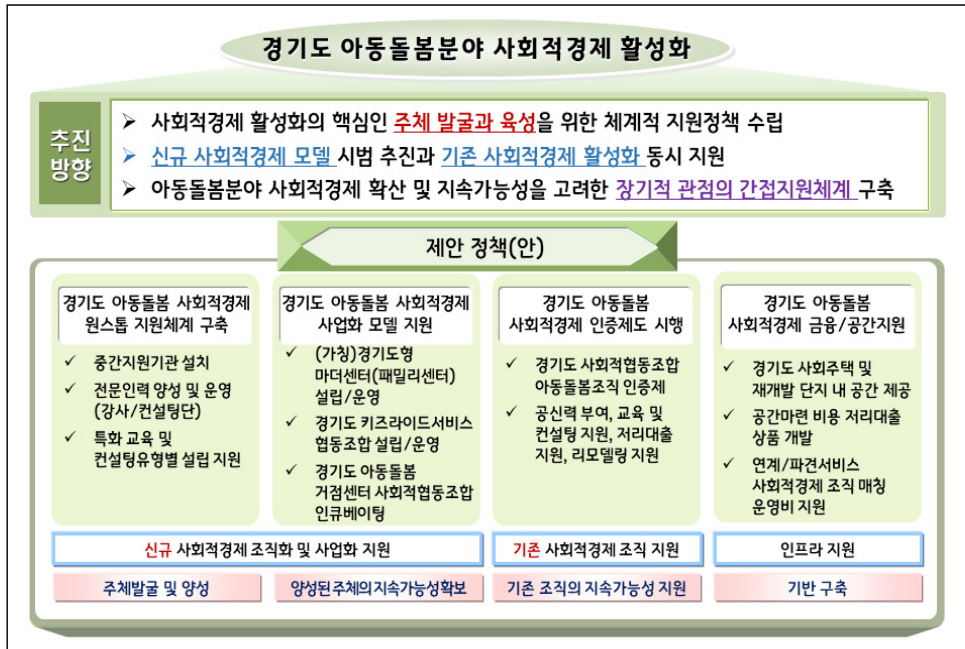 경기도 아동돌봄분야 사회적경제 활성화
추진
방향
➢ 사회적경제 활성화의 핵심인 주체 발굴과 육성을 위한 체계적 지원정책 수립
➢ 신규 사회적경제 모델 시범 추진과 기존 사회적경제 활성화 동시 지원
➢ 아동돌봄분야 사회적경제 확산 및 지속가능성을 고려한 장기적 관점의 간접지원체계 구축
제안 정책(안)
경기도 아동돌봄 사회적경제
원스톱 지원체계 구축
✓ 중간지원기관 설치
✓ 전문인력 양성 및 운영
(강사/컨설팅단)
✓ 특화 교육 및
컨설팅유형별 설립 지원
경기도 아동돌봄 사회적경제
사업화 모델 지원
✓ (가칭)경기도형
마더센터(패밀리센터)
설립/운영
✓ 경기도 키즈라이드서비스
협동조합 설립/운영
✓ 경기도 아동돌봄
거점센터 사회적협동조합
인큐베이팅
경기도 아동돌봄
사회적경제 인증제도 시행
✓ 경기도 사회적협동조합
아동돌봄조직 인증제
✓ 공신력 부여, 교육 및
컨설팅 지원, 저리대출
지원, 리모델링 지원
경기도 아동돌봄
사회적경제 금융/공간지원
✓ 경기도 사회주택 및
재개발 단지 내 공간 제공
✓ 공간마련 비용 저리대출
상품 개발
✓ 연계/파견서비스
사회적경제 조직 매칭
운영비 지원
신규 사회적경제 조직화 및 사업화 지원
기존 사회적경제 조직 지원
인프라 지원
주체발굴 및 양성
양성된 주체의 지속가능성 확보
기존 조직의 지속가능성 지원
기반 구축